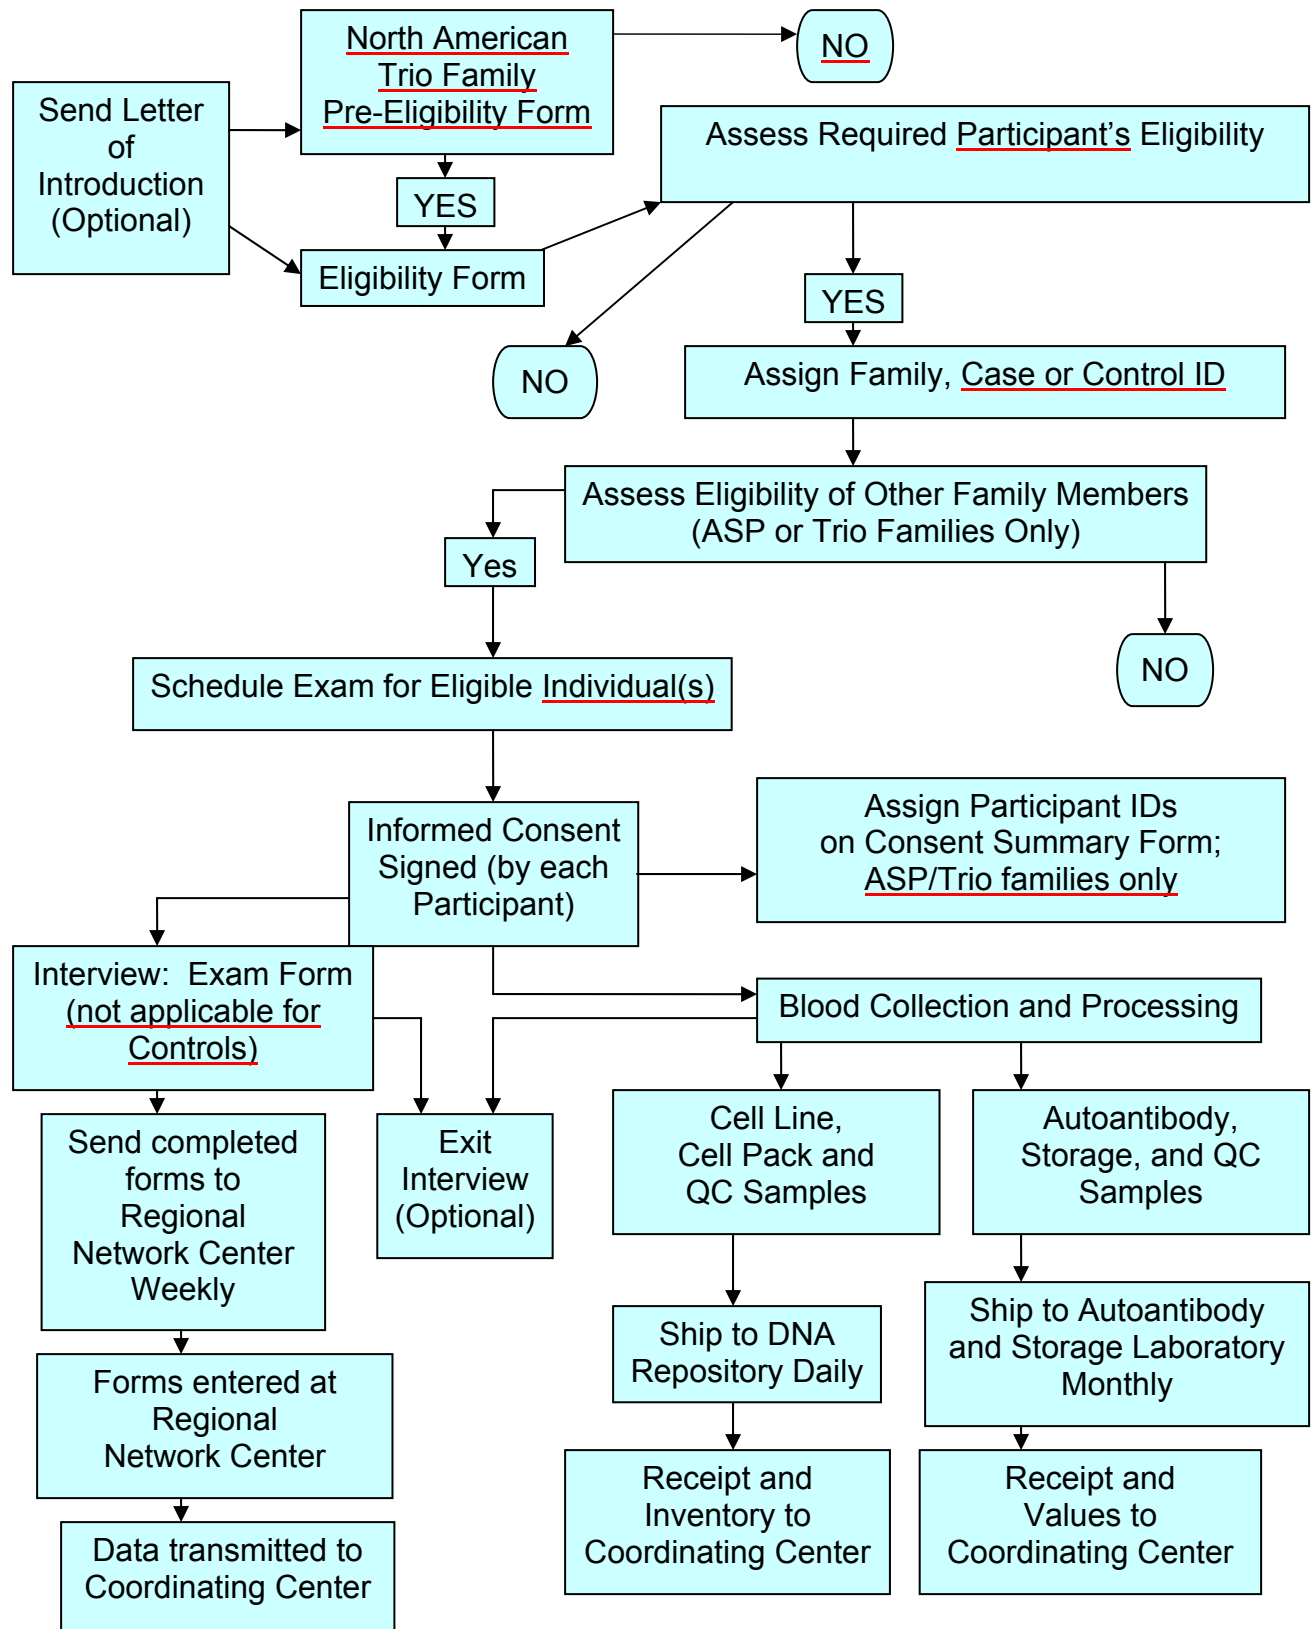 North American
Trio Family
Pre-Eligibility Form
NO
Send Letter
of
Introduction
(Optional)
Assess Required Participant's Eligibility
YES
Eligibility Form
YES
NO
Assign Family, Case or Control ID
Assess Eligibility of Other Family Members
(ASP or Trio Families Only)
Yes
NO
Schedule Exam for Eligible Individual(s)
Informed Consent
Signed (by each
Participant)
Assign Participant IDs
on Consent Summary Form;
ASP/Trio families only
Interview:  Exam Form
(not applicable for
Controls)
Blood Collection and Processing
Send completed
forms to
Regional
Network Center
Weekly
Exit
Interview
(Optional)
Cell Line,
Cell Pack and
QC Samples
Autoantibody,
Storage, and QC
Samples
Ship to DNA
Repository Daily
Ship to Autoantibody
and Storage Laboratory
Monthly
Forms entered at
Regional
Network Center
Receipt and
Inventory to
Coordinating Center
Receipt and
Values to
Coordinating Center
Data transmitted to
Coordinating Center